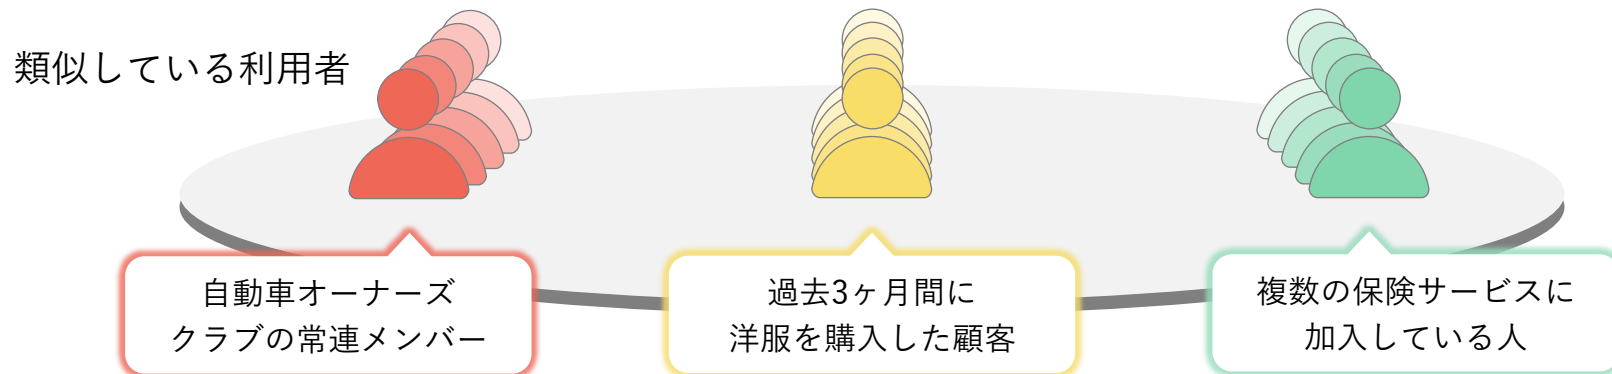 類似している利用者
自動車オーナーズ
クラブの常連メンバー
過去3ヶ月間に
洋服を購入した顧客
複数の保険サービスに
加入している人